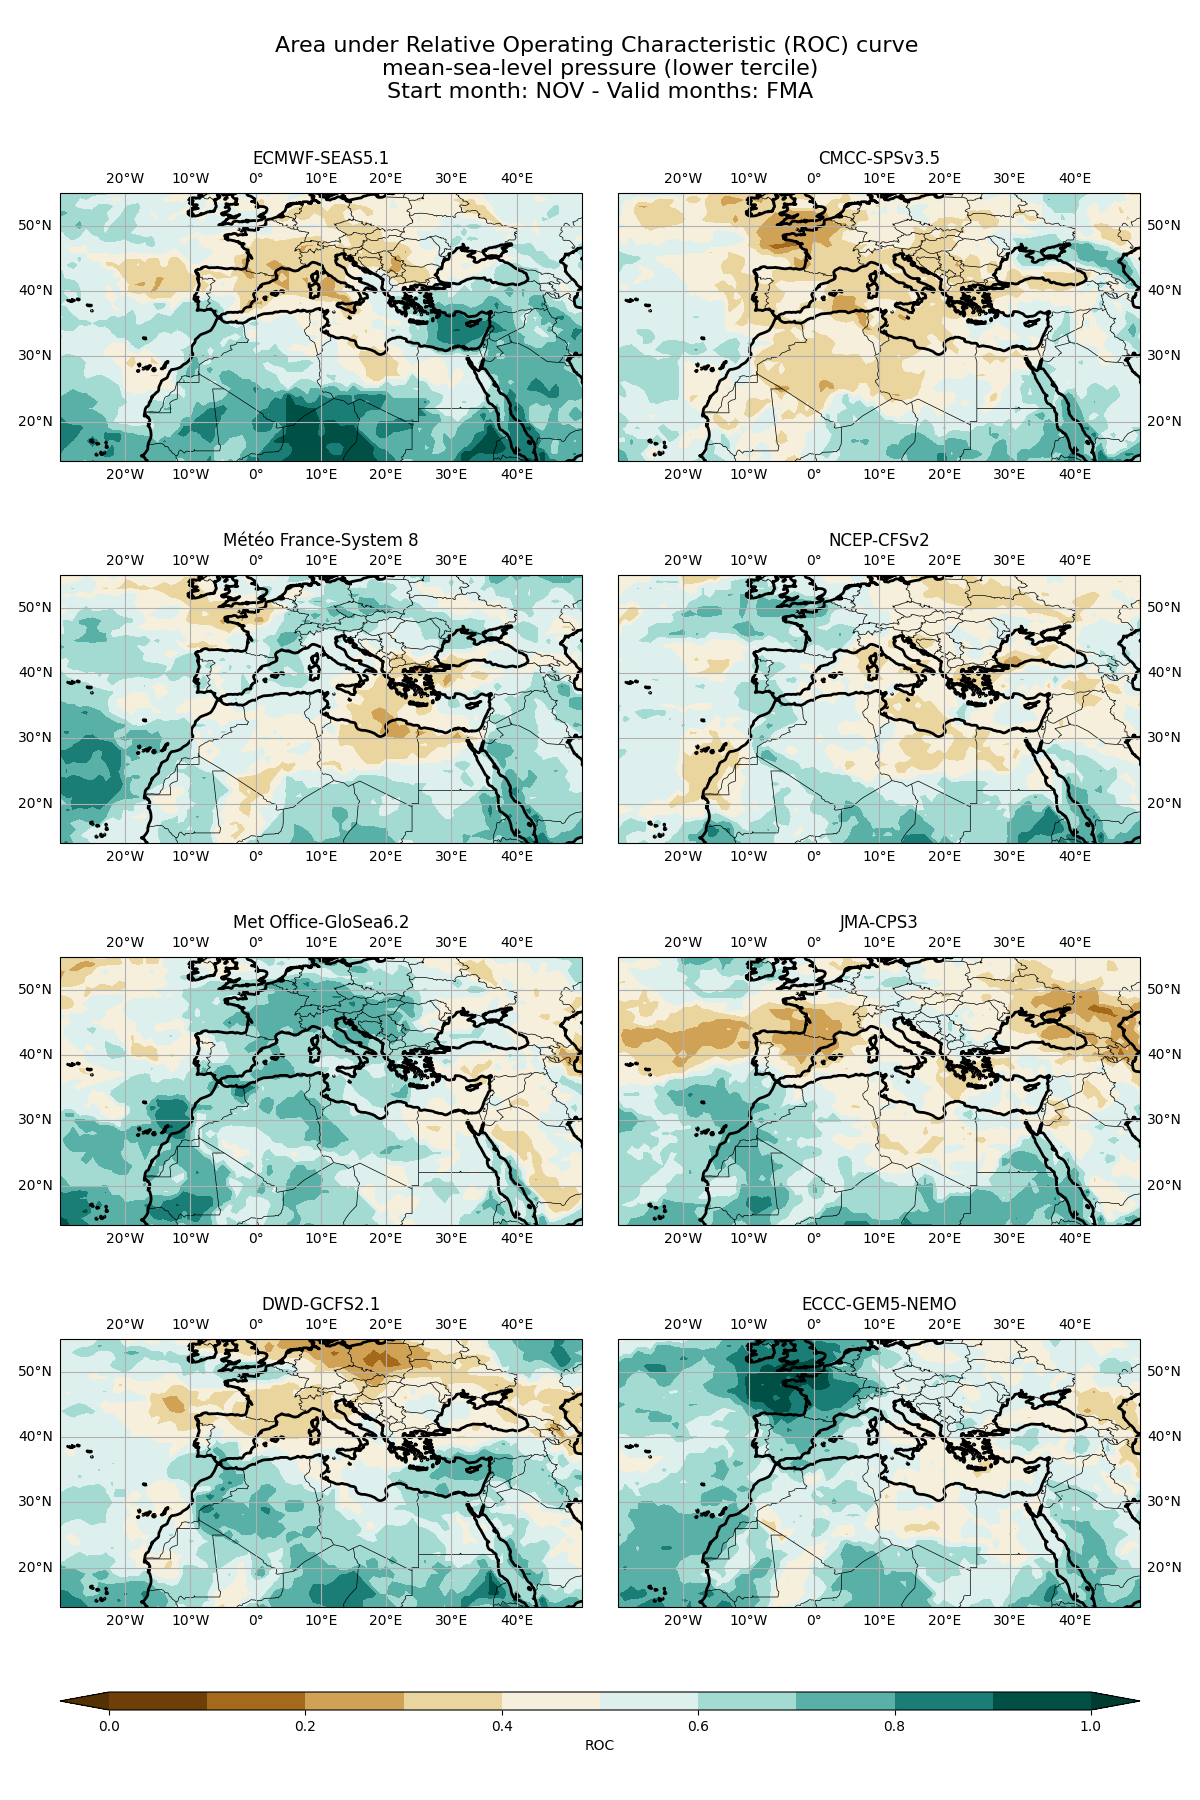 Area under Relative Operating Characteristic (ROC) curve
mean-sea-level pressure (lower tercile)
Start month: NOV - Valid months: FMA
ECMWF-SEAS5.1
20°W 10°W 0° 10°E 20°E 30°E 40°E
50°N
40°N
30°N
20°N
20°W 10°W 0° 10°E 20°E 30°E 40°E
CMCC-SPSv3.5
20°W 10°W 0° 10°E 20°E 30°E 40°E
50°N
40°N
30°N
20°N
20°W 10°W 0° 10°E 20°E 30°E 40°E
Météo France-System 8
20°W 10°W 0° 10°E 20°E 30°E 40°E
50°N
40°N
30°N
20°N
20°W 10°W 0° 10°E 20°E 30°E 40°E
NCEP-CFSv2
20°W 10°W 0° 10°E 20°E 30°E 40°E
50°N
40°N
30°N
20°N
20°W 10°W 0° 10°E 20°E 30°E 40°E
Met Office-GloSea6.2
20°W 10°W 0° 10°E 20°E 30°E 40°E
50°N
40°N
30°N
20°N
20°W 10°W 0° 10°E 20°E 30°E 40°E
JMA-CPS3
20°W 10°W 0° 10°E 20°E 30°E 40°E
50°N
40°N
30°N
20°N
20°W 10°W 0° 10°E 20°E 30°E 40°E
DWD-GCFS2.1
20°W 10°W 0° 10°E 20°E 30°E 40°E
50°N
40°N
30°N
20°N
20°W 10°W 0° 10°E 20°E 30°E 40°E
ECCC-GEM5-NEMO
20°W 10°W 0° 10°E 20°E 30°E 40°E
50°N
40°N
30°N
20°N
20°W 10°W 0° 10°E 20°E 30°E 40°E
0.0 0.2 0.4 0.6 0.8 1.0
ROC